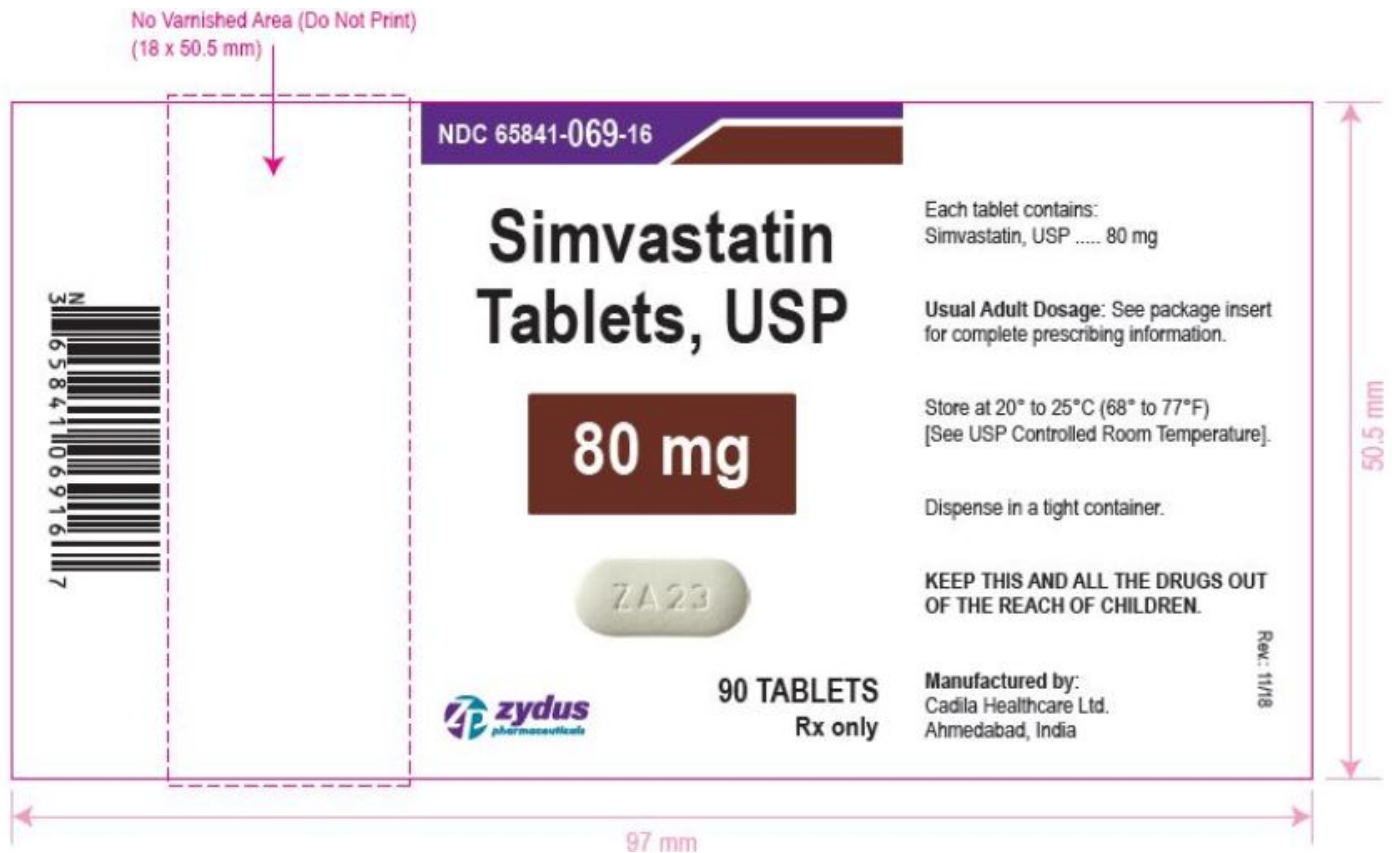 No Varnished Area (Do Not Print)
(18 x 50.5 mm)
N
3 65841 06916 7
NDC 65841-069-16
Simvastatin
Tablets, USP
80 mg
ZA23
zydus
pharmaceuticals
90 TABLETS
Rx only
Each tablet contains:
Simvastatin, USP ..... 80 mg
Usual Adult Dosage: See package insert
for complete prescribing information.
Store at 20° to 25°C (68° to 77°F)
[See USP Controlled Room Temperature].
Dispense in a tight container.
KEEP THIS AND ALL THE DRUGS OUT
OF THE REACH OF CHILDREN.
Manufactured by:
Cadila Healthcare Ltd.
Ahmedabad, India
Rev.: 11/18
50.5 mm
97 mm